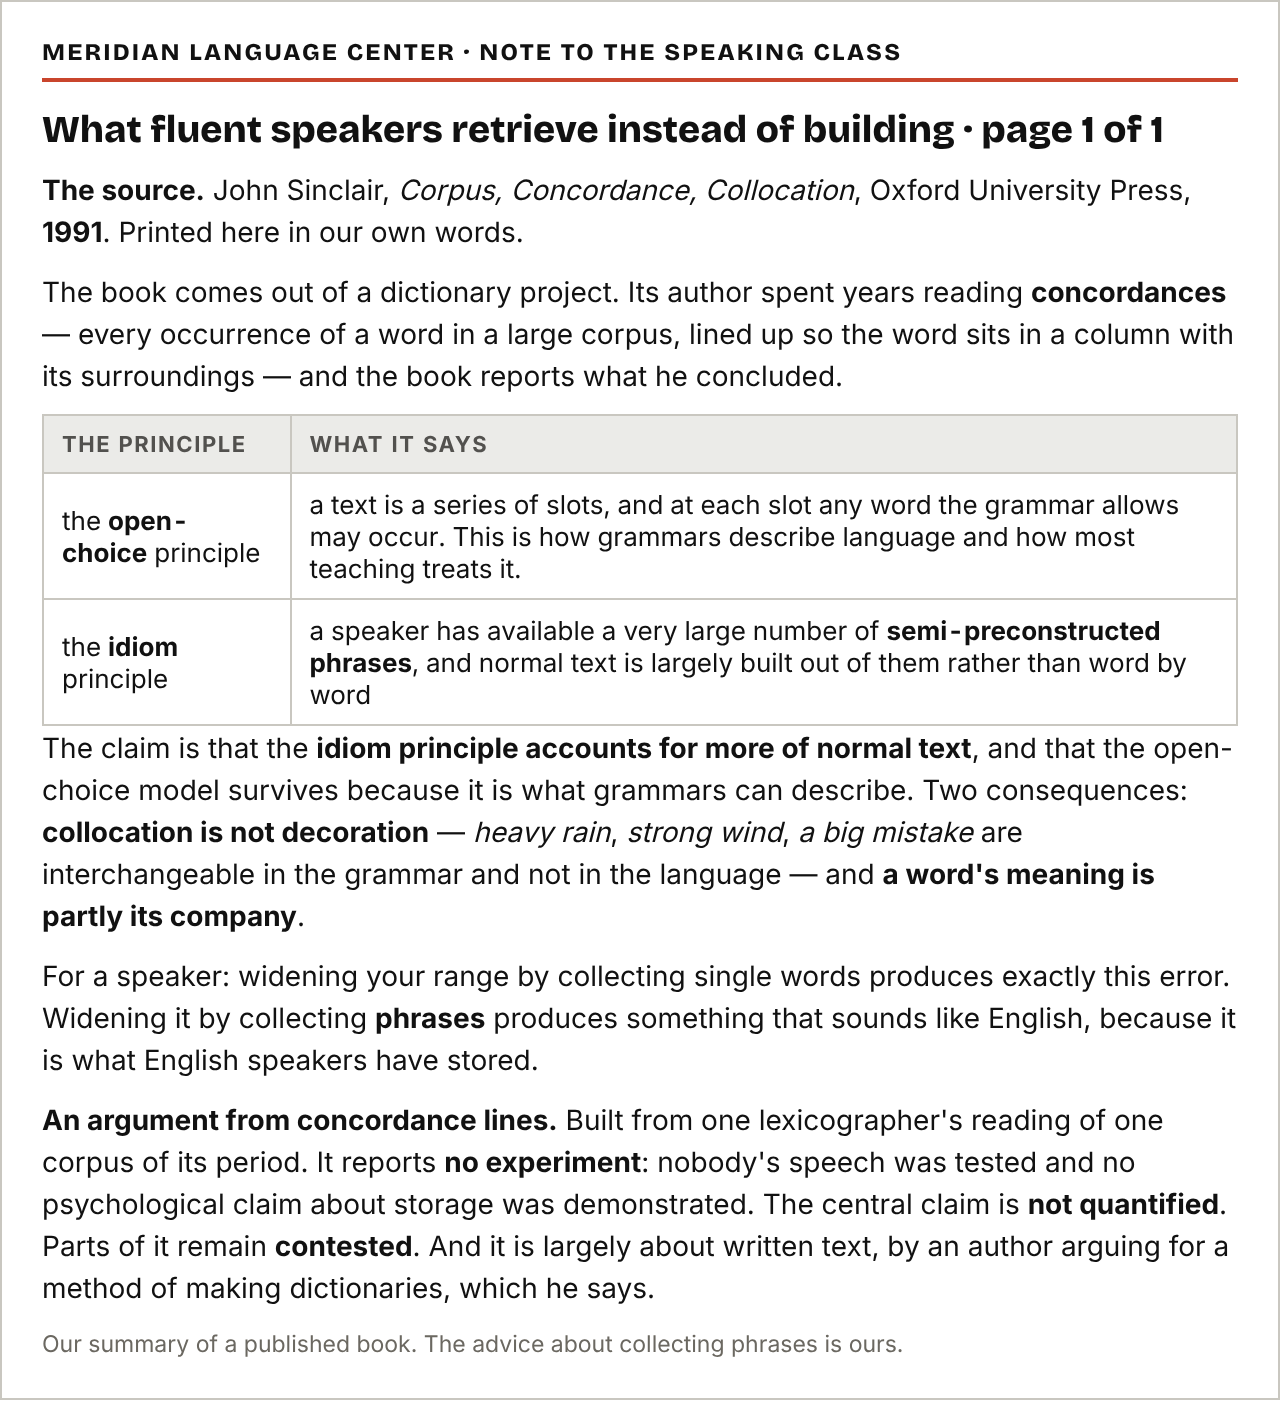 MERIDIAN LANGUAGE CENTER · NOTE TO THE SPEAKING CLASS
What fluent speakers retrieve instead of building · page 1 of 1
The source. John Sinclair, Corpus, Concordance, Collocation, Oxford University Press,
1991. Printed here in our own words.
The book comes out of a dictionary project. Its author spent years reading concordances
— every occurrence of a word in a large corpus, lined up so the word sits in a column with
its surroundings — and the book reports what he concluded.
THE PRINCIPLE
WHAT IT SAYS
the open-
choice principle
a text is a series of slots, and at each slot any word the grammar allows
may occur. This is how grammars describe language and how most
teaching treats it.
the idiom
principle
a speaker has available a very large number of semi-preconstructed
phrases, and normal text is largely built out of them rather than word by
word
The claim is that the idiom principle accounts for more of normal text, and that the open-
choice model survives because it is what grammars can describe. Two consequences:
collocation is not decoration — heavy rain, strong wind, a big mistake are
interchangeable in the grammar and not in the language — and a word's meaning is
partly its company.
For a speaker: widening your range by collecting single words produces exactly this error.
Widening it by collecting phrases produces something that sounds like English, because it
is what English speakers have stored.
An argument from concordance lines. Built from one lexicographer's reading of one
corpus of its period. It reports no experiment: nobody's speech was tested and no
psychological claim about storage was demonstrated. The central claim is not quantified.
Parts of it remain contested. And it is largely about written text, by an author arguing for a
method of making dictionaries, which he says.
Our summary of a published book. The advice about collecting phrases is ours.